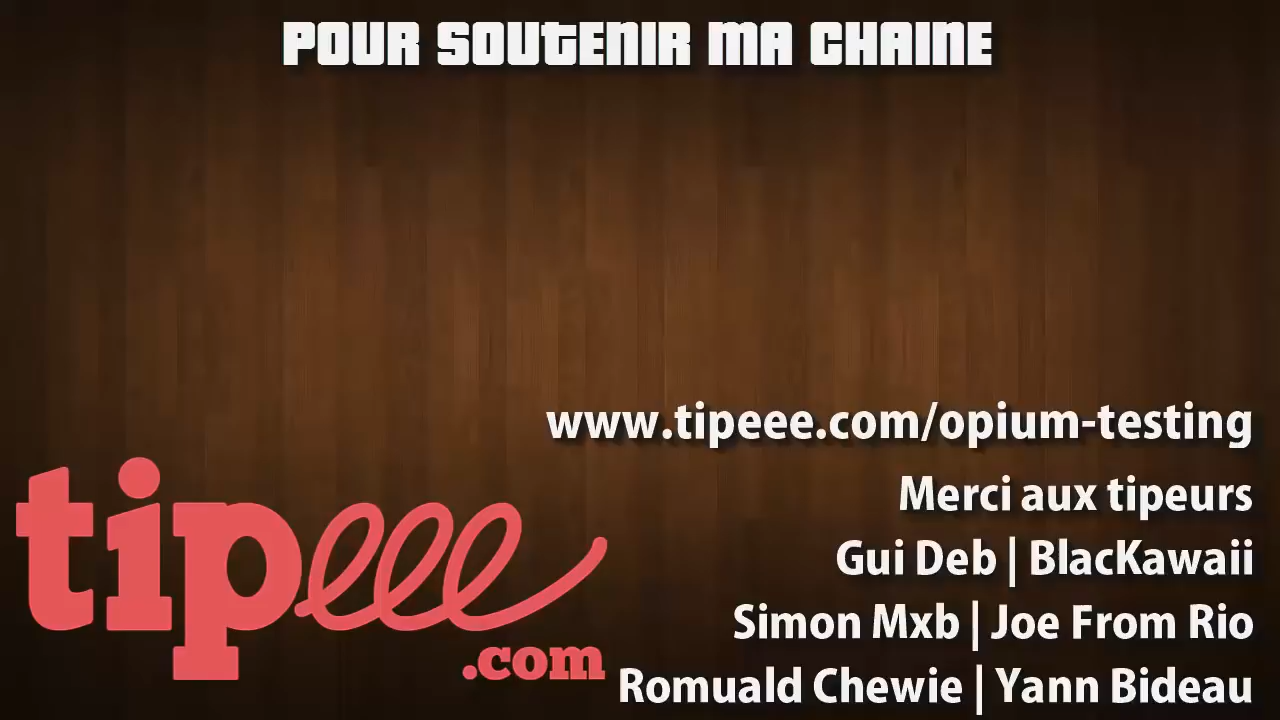 POUR SOUTENIR MA CHAINE
www.tipeee.com/opium-testing
Merci aux tipeurs
Gui Deb | BlacKawaii
Simon Mxb | Joe From Rio
Romuald Chewie | Yann Bideau
tipeee
.com